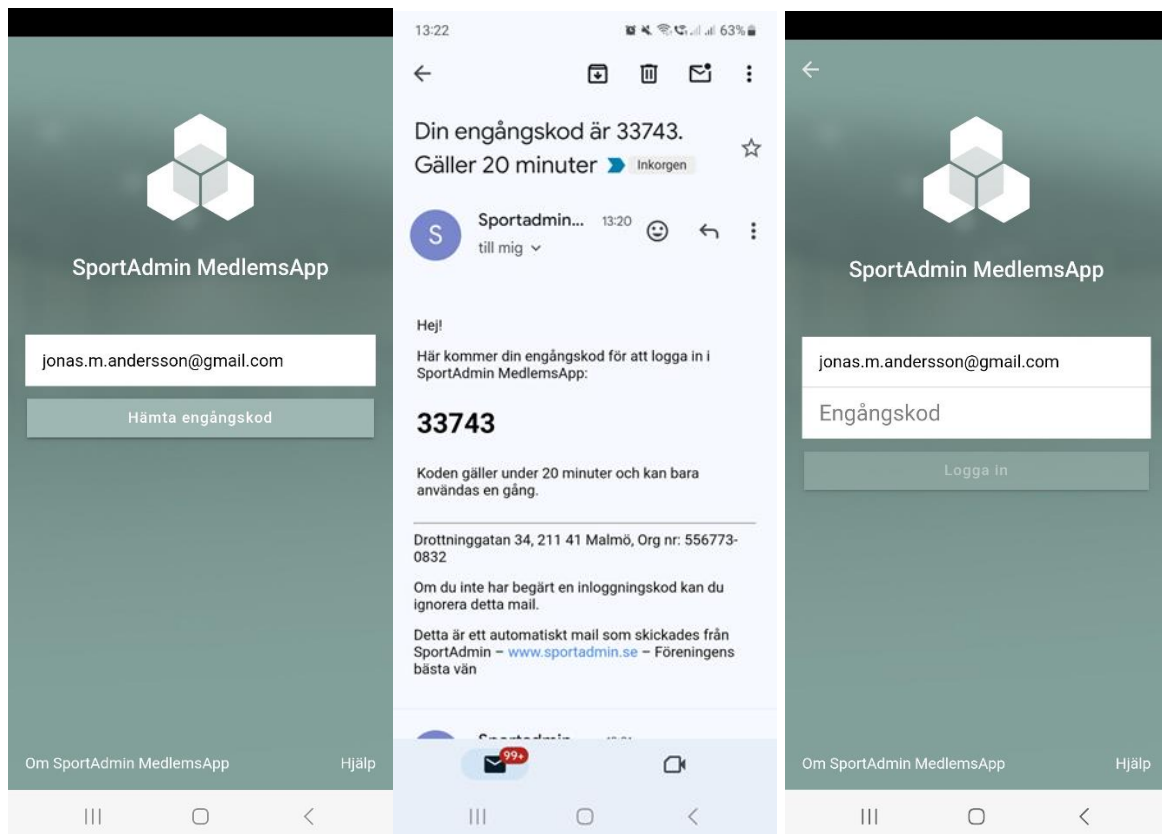 SportAdmin MedlemsApp
jonas.m.andersson@gmail.com
Hämta engångskod
Om SportAdmin MedlemsApp
Hjälp
13:22
63%
Din engångskod är 33743.
Gäller 20 minuter
Inkorgen
S
Sportadmin...
13:20
till mig
Hej!
Här kommer din engångskod för att logga in i
SportAdmin MedlemsApp:
33743
Koden gäller under 20 minuter och kan bara
användas en gång.
Drottninggatan 34, 211 41 Malmö, Org nr: 556773-
0832
Om du inte har begärt en inloggningskod kan du
ignorera detta mail.
Detta är ett automatiskt mail som skickades från
SportAdmin – www.sportadmin.se – Föreningens
bästa vän
99+
SportAdmin MedlemsApp
jonas.m.andersson@gmail.com
Engångskod
Logga in
Om SportAdmin MedlemsApp
Hjälp